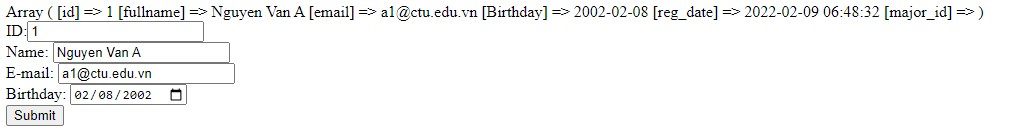 Array ( [id] => 1 [fullname] => Nguyen Van A [email] => a1@ctu.edu.vn [Birthday] => 2002-02-08 [reg_date] => 2022-02-09 06:48:32 [major_id] => )
ID: 1
Name: Nguyen Van A
E-mail: a1@ctu.edu.vn
Birthday: 02/08/2002
Submit